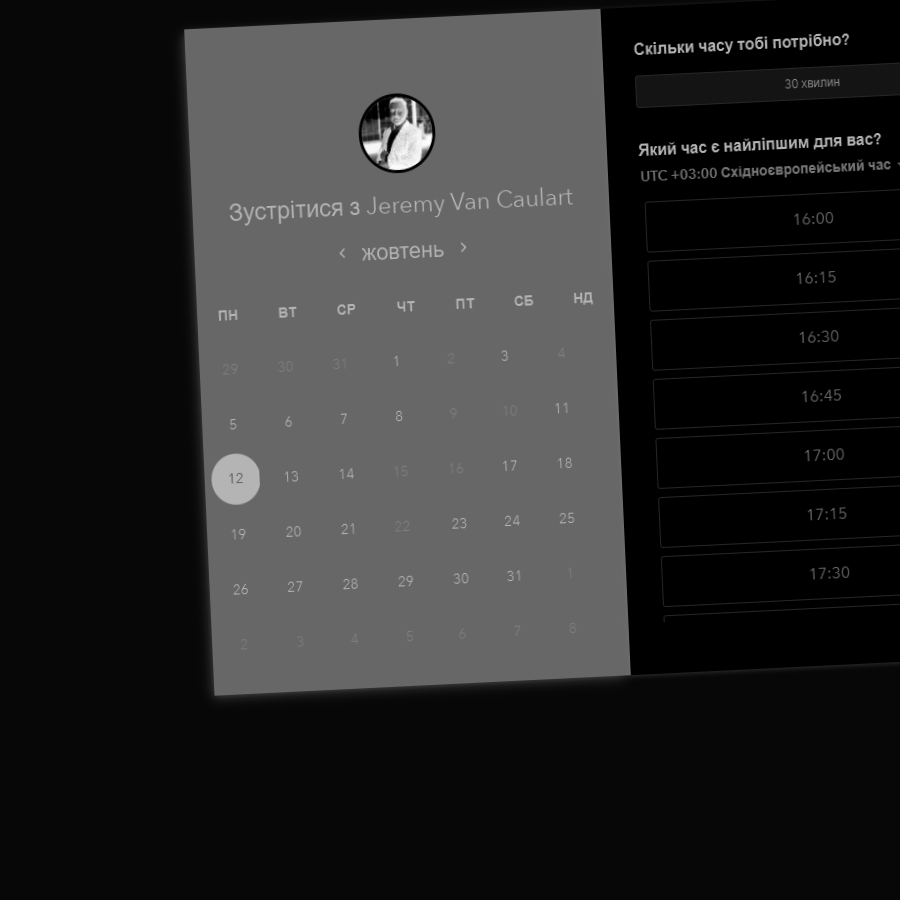 Зустрітися з Jeremy Van Caulart
‹ жовтень ›
ПН ВТ СР ЧТ ПТ СБ НД
29 30 31 1 2 3 4
5 6 7 8 9 10 11
12 13 14 15 16 17 18
19 20 21 22 23 24 25
26 27 28 29 30 31 1
2 3 4 5 6 7 8
Скільки часу тобі потрібно?
30 хвилин
Який час є найліпшим для вас?
UTC +03:00 Східноєвропейський час
16:00
16:15
16:30
16:45
17:00
17:15
17:30